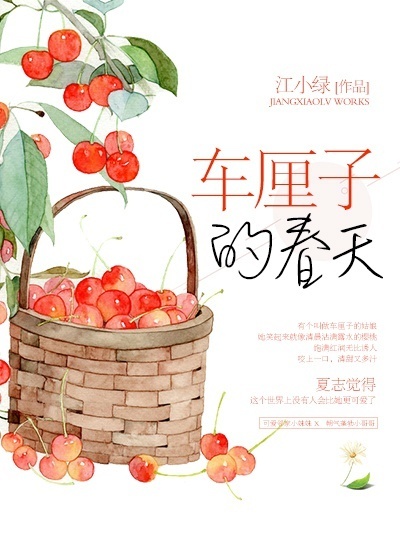 江小绿 [作品]
JIANGXIAOLV WORKS
车厘子
的春天
有个叫做车厘子的姑娘
她笑起来就像清晨沾满露水的樱桃
饱满红润无比诱人
咬上一口，清甜又多汁
夏志觉得
这个世界上没有人会比她更可爱了